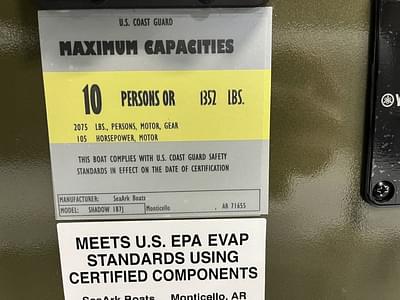 U.S. COAST GUARD
MAXIMUM CAPACITIES
10 PERSONS OR 1352 LBS.
2075 LBS., PERSONS, MOTOR, GEAR
105 HORSEPOWER, MOTOR
THIS BOAT COMPLIES WITH U.S. COAST GUARD SAFETY
STANDARDS IN EFFECT ON THE DATE OF CERTIFICATION
MANUFACTURER: SeaArk Boats
MODEL: SHADOW 187j Monticello , AR 71655
MEETS U.S. EPA EVAP
STANDARDS USING
CERTIFIED COMPONENTS
SeaArk Boats Monticello, AR